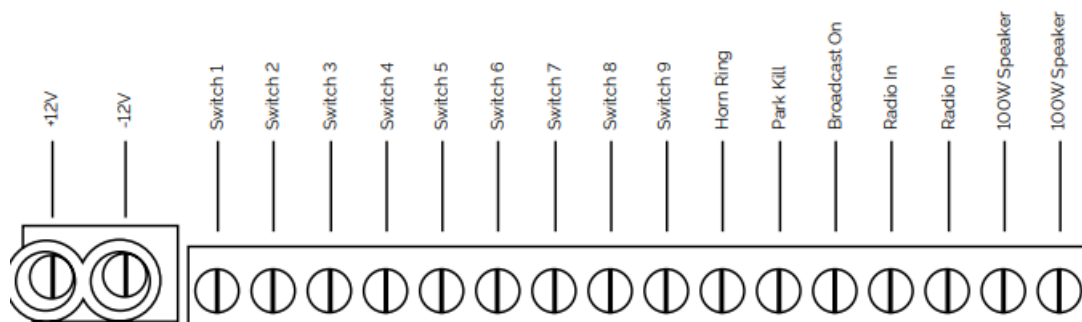 +12V
-12V
Switch 1
Switch 2
Switch 3
Switch 4
Switch 5
Switch 6
Switch 7
Switch 8
Switch 9
Horn Ring
Park Kill
Broadcast On
Radio In
Radio In
100W Speaker
100W Speaker